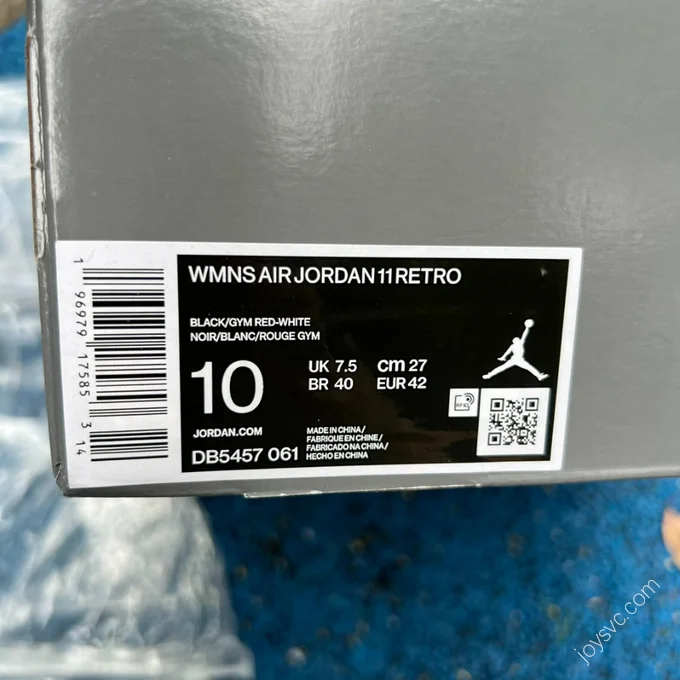 WMNS AIR JORDAN 11 RETRO
BLACK/GYM RED-WHITE
NOIR/BLANC/ROUGE GYM
10
UK 7.5 cm 27
BR 40 EUR 42
JORDAN.COM
DB5457 061
MADE IN CHINA/
FABRIQUE EN CHINE/
FABRICADO NA CHINA/
HECHO EN CHINA
RFID
1 96979 17585 3 14
joysvc.com